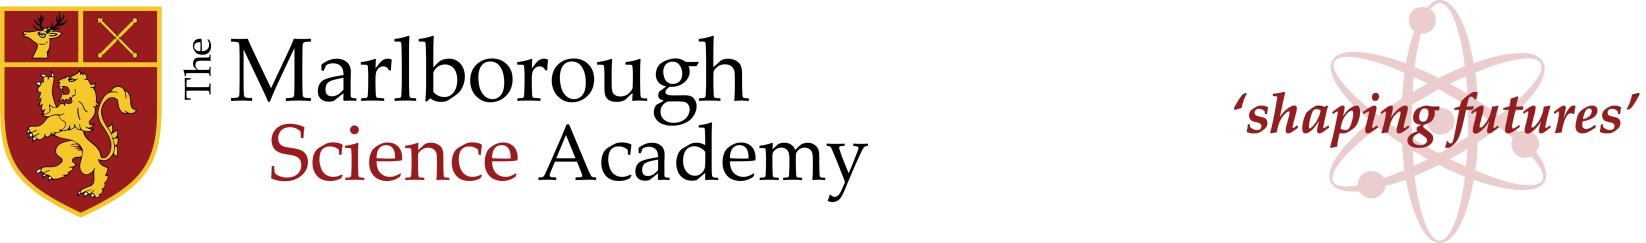 The Marlborough
Science Academy
‘shaping futures’